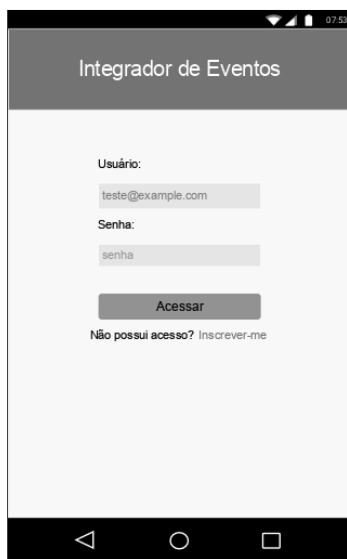 07:53
Integrador de Eventos
Usuário:
teste@example.com
Senha:
senha
Acessar
Não possui acesso? Inscrever-me